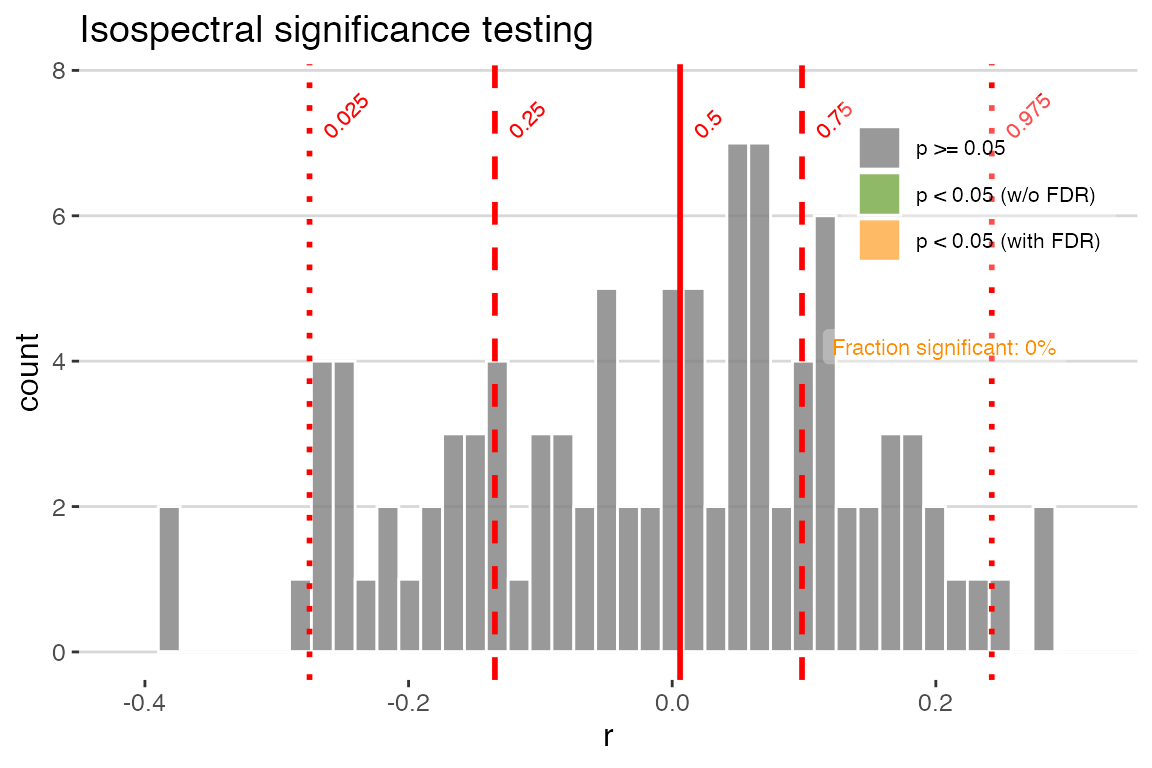 Isospectral significance testing
8
6
4
2
0
count
0.025
0.25
0.5
0.75
0.975
p >= 0.05
p < 0.05 (w/o FDR)
p < 0.05 (with FDR)
Fraction significant: 0%
-0.4
-0.2
0.0
0.2
r